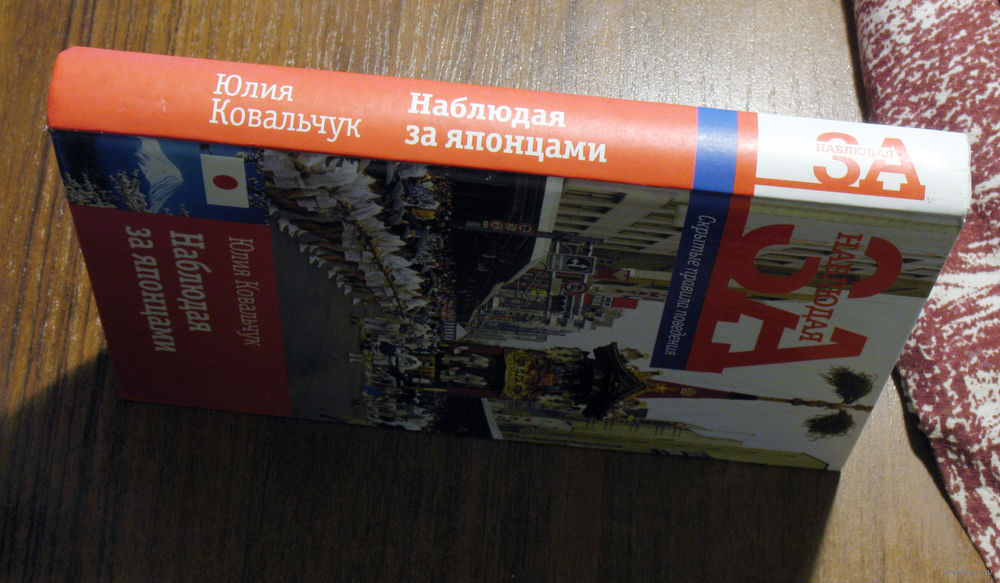 Юлия
Ковальчук
Наблюдая
за японцами
НАБЛЮДАЯ
ЗА
НАБЛЮДАЯ
ЗА
Скрытые правила поведения
Юлия Ковальчук
Наблюдая
за японцами